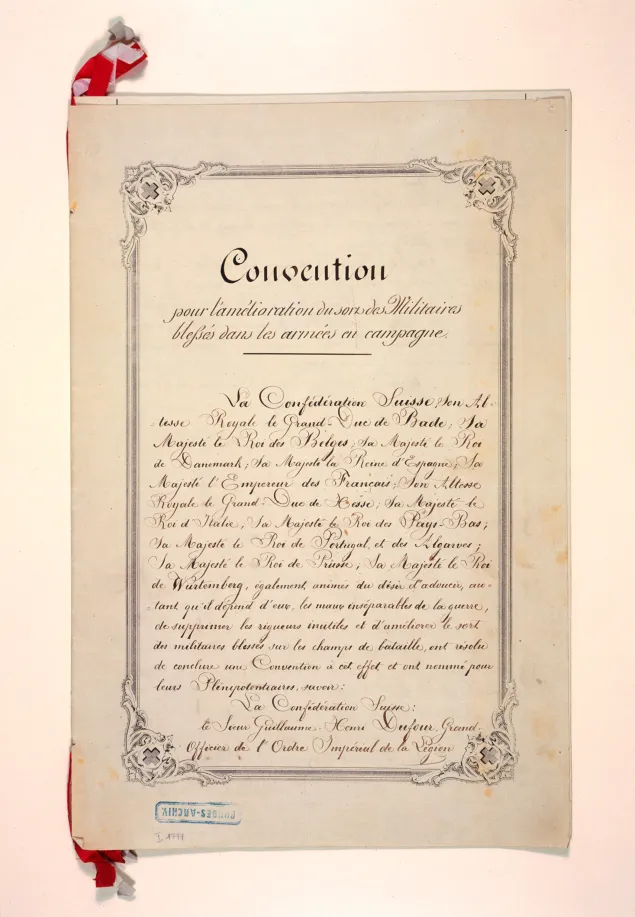 Convention
pour l'amélioration du sort des Militaires
blessés dans les armées en campagne.
La Confédération Suisse, Son Al-
-tesse Royale le Grand-Duc de Bade; Sa
Majesté le Roi des Belges; Sa Majesté le Roi
de Danemark; Sa Majesté la Reine d'Espagne; Sa
Majesté l'Empereur des Français; Son Altesse
Royale le Grand-Duc de Hesse; Sa Majesté le
Roi d'Italie; Sa Majesté le Roi des Pays-Bas;
Sa Majesté le Roi de Portugal et des Algarves;
Sa Majesté le Roi de Prusse; Sa Majesté le Roi
de Würtemberg, également animés du désir d'adoucir, au-
-tant qu'il dépend d'eux, les maux inséparables de la guerre,
de supprimer les rigueurs inutiles et d'améliorer le sort
des militaires blessés sur les champs de bataille, ont résolu
de conclure une Convention à cet effet et ont nommé pour
leurs Plénipotentiaires, savoir:
La Confédération Suisse:
le Sieur Guillaume-Henri Dufour, Grand-
Officier de l'Ordre Impérial de la Légion
BUNDES-ARCHIV.